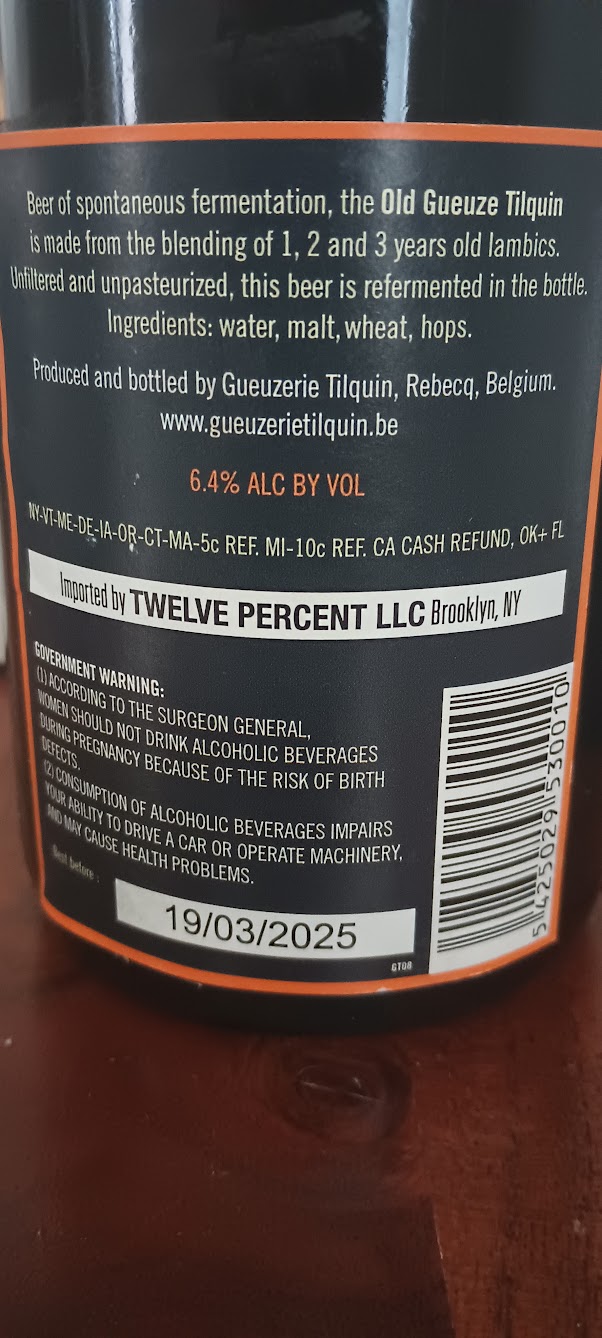 Beer of spontaneous fermentation, the Old Gueuze Tilquin
is made from the blending of 1, 2 and 3 years old lambics.
Unfiltered and unpasteurized, this beer is refermented in the bottle.
Ingredients: water, malt, wheat, hops.
Produced and bottled by Gueuzerie Tilquin, Rebecq, Belgium.
www.gueuzerietilquin.be
6.4% ALC BY VOL
NY-VT-ME-DE-IA-OR-CT-MA-5c REF. MI-10c REF. CA CASH REFUND, OK+ FL
Imported by TWELVE PERCENT LLC Brooklyn, NY
GOVERNMENT WARNING:
(1) ACCORDING TO THE SURGEON GENERAL,
WOMEN SHOULD NOT DRINK ALCOHOLIC BEVERAGES
DURING PREGNANCY BECAUSE OF THE RISK OF BIRTH
DEFECTS.
(2) CONSUMPTION OF ALCOHOLIC BEVERAGES IMPAIRS
YOUR ABILITY TO DRIVE A CAR OR OPERATE MACHINERY,
AND MAY CAUSE HEALTH PROBLEMS.
Best before :
19/03/2025
GT08
5 425029 530010